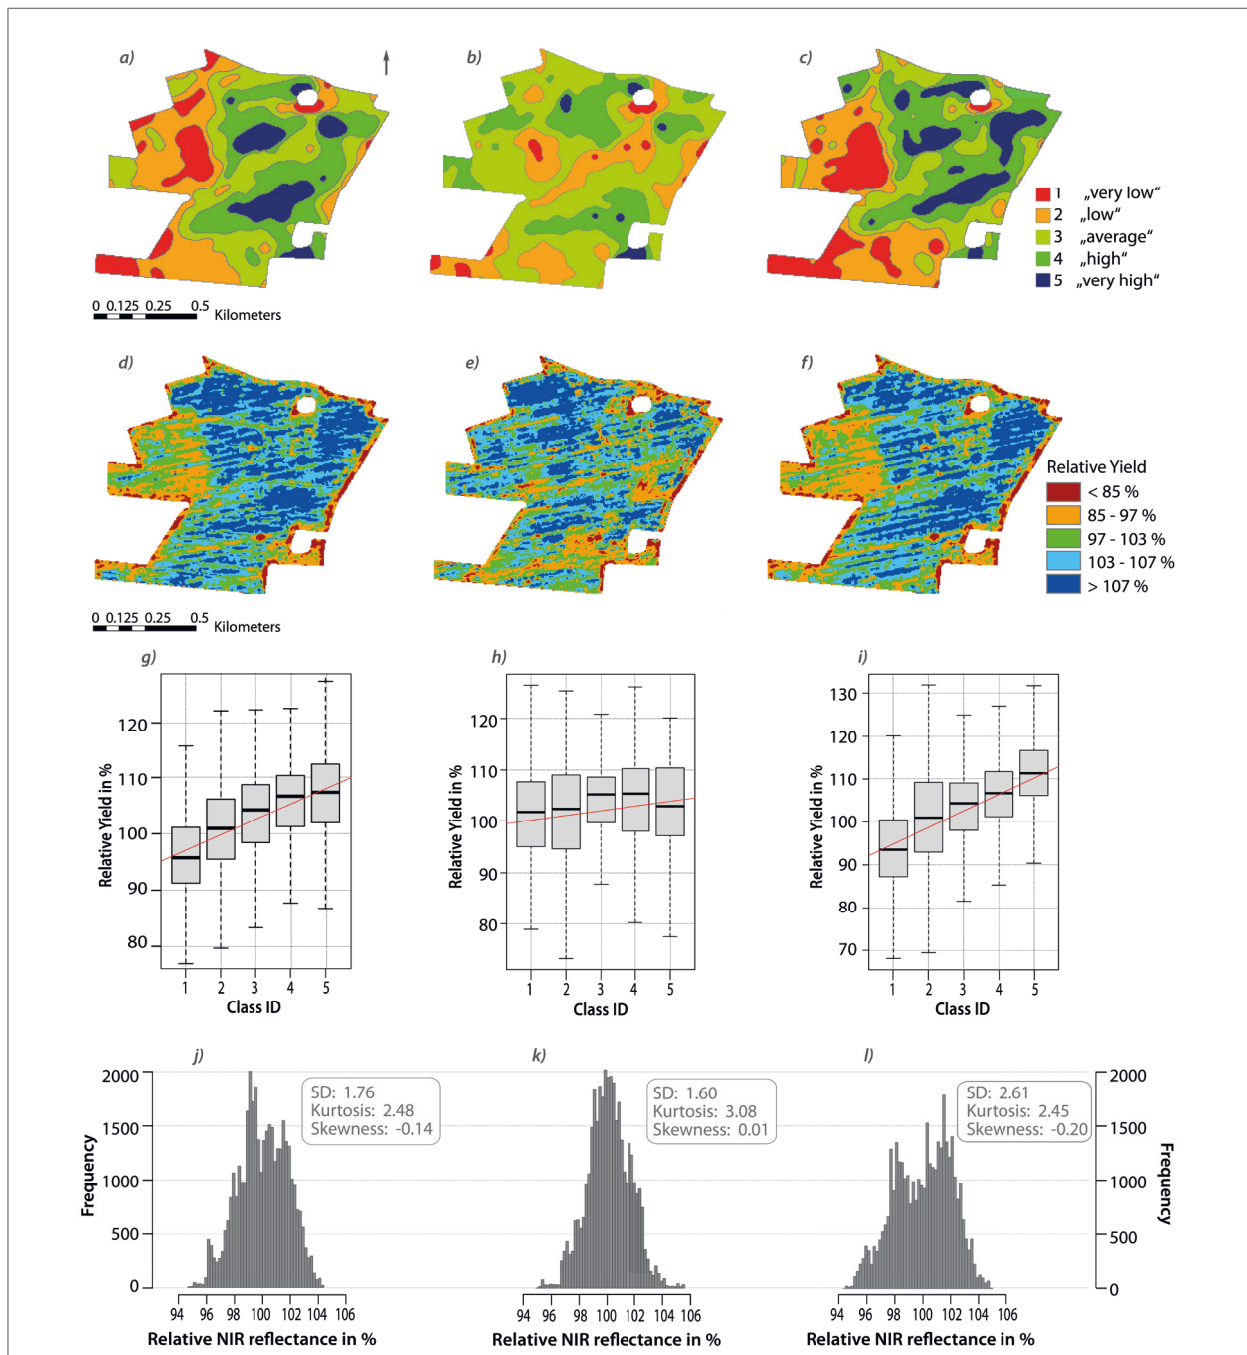 a)
b)
c)
1 „very low“
2 „low“
3 „average“
4 „high“
5 „very high“
0 0.125 0.25 0.5
Kilometers
d)
e)
f)
Relative Yield
< 85 %
85 - 97 %
97 - 103 %
103 - 107 %
> 107 %
0 0.125 0.25 0.5
Kilometers
g)
h)
i)
Relative Yield in %
120
110
100
90
80
1 2 3 4 5
Class ID
Relative Yield in %
120
110
100
90
80
1 2 3 4 5
Class ID
Relative Yield in %
130
120
110
100
90
80
70
1 2 3 4 5
Class ID
j)
k)
l)
Frequency
2000
1500
1000
500
0
SD: 1.76
Kurtosis: 2.48
Skewness: -0.14
94 96 98 100 102 104 106
Relative NIR reflectance in %
SD: 1.60
Kurtosis: 3.08
Skewness: 0.01
94 96 98 100 102 104 106
Relative NIR reflectance in %
SD: 2.61
Kurtosis: 2.45
Skewness: -0.20
94 96 98 100 102 104 106
Relative NIR reflectance in %
2000
1500
1000
500
0
Frequency